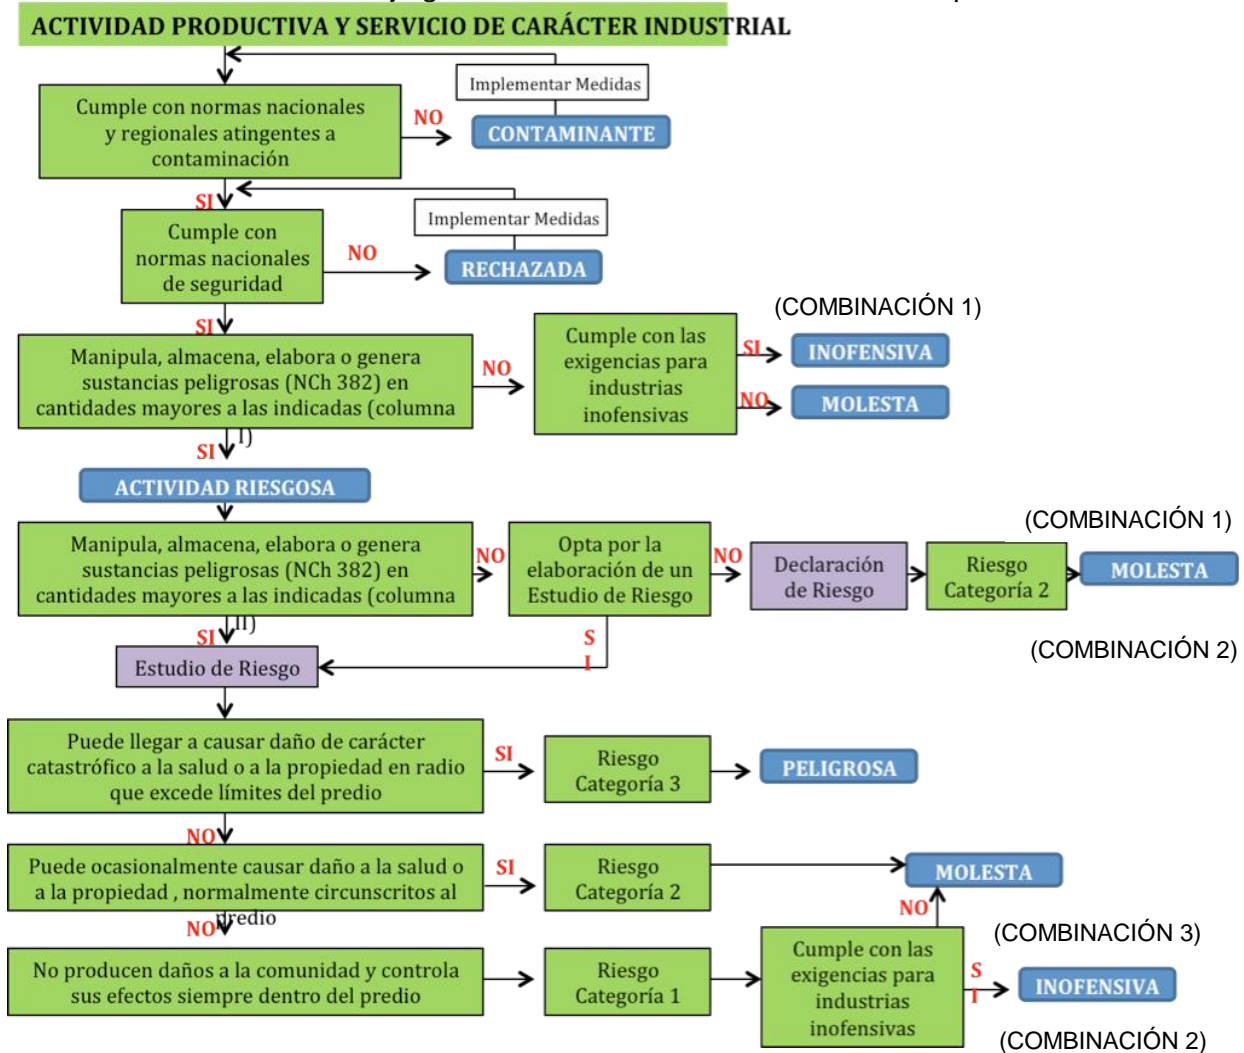 ACTIVIDAD PRODUCTIVA Y SERVICIO DE CARÁCTER INDUSTRIAL
Implementar Medidas
Cumple con normas nacionales
y regionales atingentes a
contaminación
NO
CONTAMINANTE
SI
Implementar Medidas
Cumple con
normas nacionales
de seguridad
NO
RECHAZADA
SI
(COMBINACIÓN 1)
Manipula, almacena, elabora o genera
sustancias peligrosas (NCh 382) en
cantidades mayores a las indicadas (columna
I)
NO
Cumple con las
exigencias para
industrias
inofensivas
SI
INOFENSIVA
NO
MOLESTA
SI
ACTIVIDAD RIESGOSA
(COMBINACIÓN 1)
Manipula, almacena, elabora o genera
sustancias peligrosas (NCh 382) en
cantidades mayores a las indicadas (columna
II)
NO
Opta por la
elaboración de un
Estudio de Riesgo
NO
Declaración
de Riesgo
Riesgo
Categoría 2
MOLESTA
(COMBINACIÓN 2)
SI
S
I
Estudio de Riesgo
Puede llegar a causar daño de carácter
catastrófico a la salud o a la propiedad en radio
que excede límites del predio
SI
Riesgo
Categoría 3
PELIGROSA
NO
Puede ocasionalmente causar daño a la salud o
a la propiedad , normalmente circunscritos al
predio
SI
Riesgo
Categoría 2
MOLESTA
NO
NO
(COMBINACIÓN 3)
No producen daños a la comunidad y controla
sus efectos siempre dentro del predio
Riesgo
Categoría 1
Cumple con las
exigencias para
industrias
inofensivas
S
I
INOFENSIVA
(COMBINACIÓN 2)